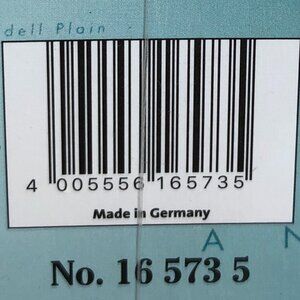 dell Plain
4 005556 165735
Made in Germany
A N
No. 16 573 5